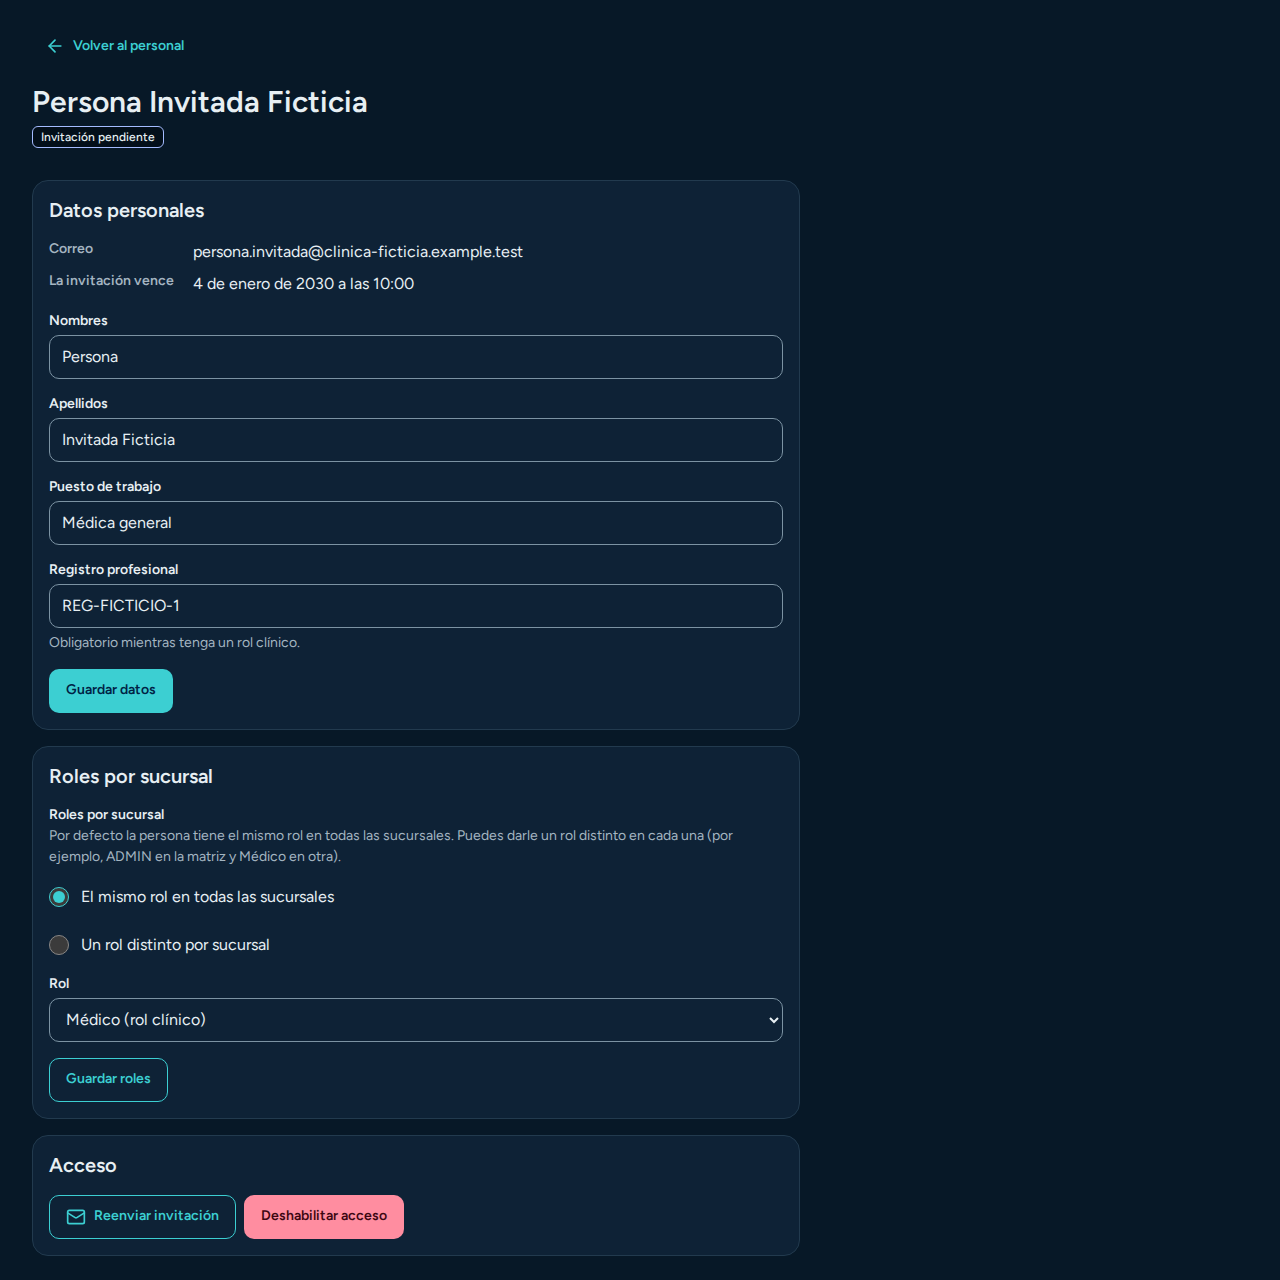 Volver al personal
Persona Invitada Ficticia
Invitación pendiente
Datos personales
Correo
persona.invitada@clinica-ficticia.example.test
La invitación vence
4 de enero de 2030 a las 10:00
Nombres
Persona
Apellidos
Invitada Ficticia
Puesto de trabajo
Médica general
Registro profesional
REG-FICTICIO-1
Obligatorio mientras tenga un rol clínico.
Guardar datos
Roles por sucursal
Roles por sucursal
Por defecto la persona tiene el mismo rol en todas las sucursales. Puedes darle un rol distinto en cada una (por
ejemplo, ADMIN en la matriz y Médico en otra).
El mismo rol en todas las sucursales
Un rol distinto por sucursal
Rol
Médico (rol clínico)
Guardar roles
Acceso
Reenviar invitación
Deshabilitar acceso